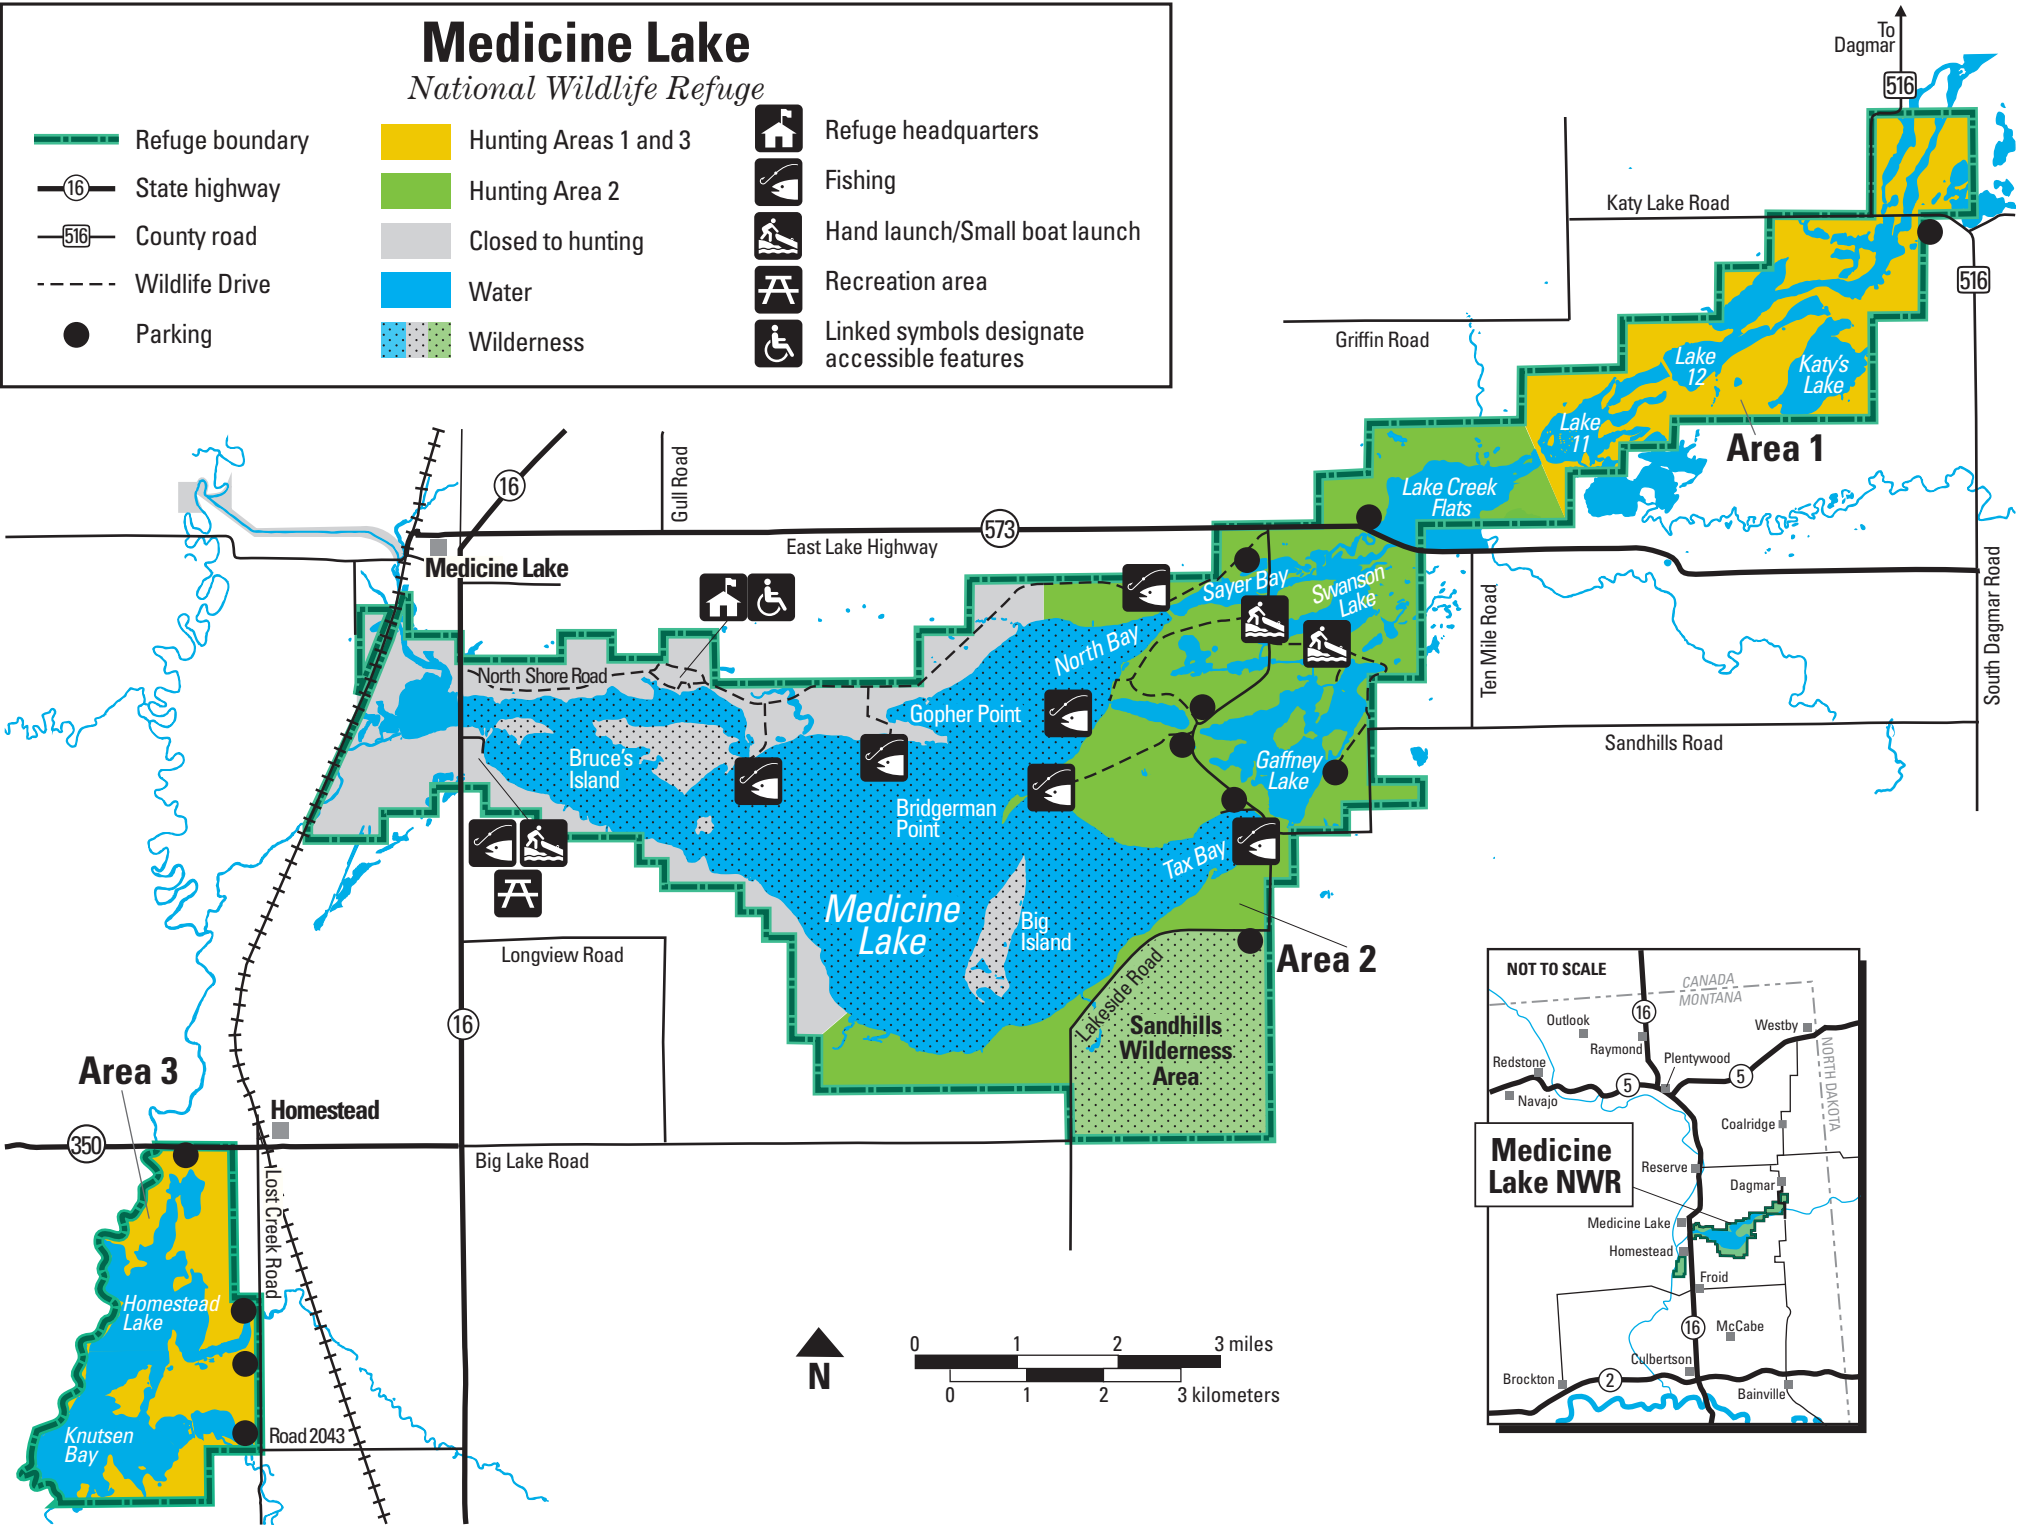 Medicine Lake
National Wildlife Refuge
Refuge boundary
16
State highway
516
County road
Wildlife Drive
Parking
Hunting Areas 1 and 3
Hunting Area 2
Closed to hunting
Water
Wilderness
Refuge headquarters
Fishing
Hand launch/Small boat launch
Recreation area
Linked symbols designate
accessible features
To
Dagmar
516
Katy Lake Road
516
Griffin Road
Lake
12
Katy's
Lake
Lake
11
Area 1
Lake Creek
Flats
16
Gull Road
573
East Lake Highway
Medicine Lake
Sayer Bay
Swanson
Lake
Ten Mile Road
South Dagmar Road
North Bay
North Shore Road
Gopher Point
Sandhills Road
Bruce's
Island
Gaffney
Lake
Bridgerman
Point
Tax Bay
Medicine
Lake
Big
Island
Area 2
Longview Road
Lakeside Road
16
Sandhills
Wilderness
Area
Area 3
Homestead
350
Big Lake Road
Lost Creek Road
Homestead
Lake
Knutsen
Bay
Road 2043
N
0 1 2 3 miles
0 1 2 3 kilometers
NOT TO SCALE
CANADA
MONTANA
16
Outlook
Westby
Raymond
Plentywood
Redstone
5
5
NORTH DAKOTA
Navajo
Coalridge
Medicine
Lake NWR
Reserve
Dagmar
Medicine Lake
Homestead
Froid
16
McCabe
Culbertson
Brockton
2
Bainville